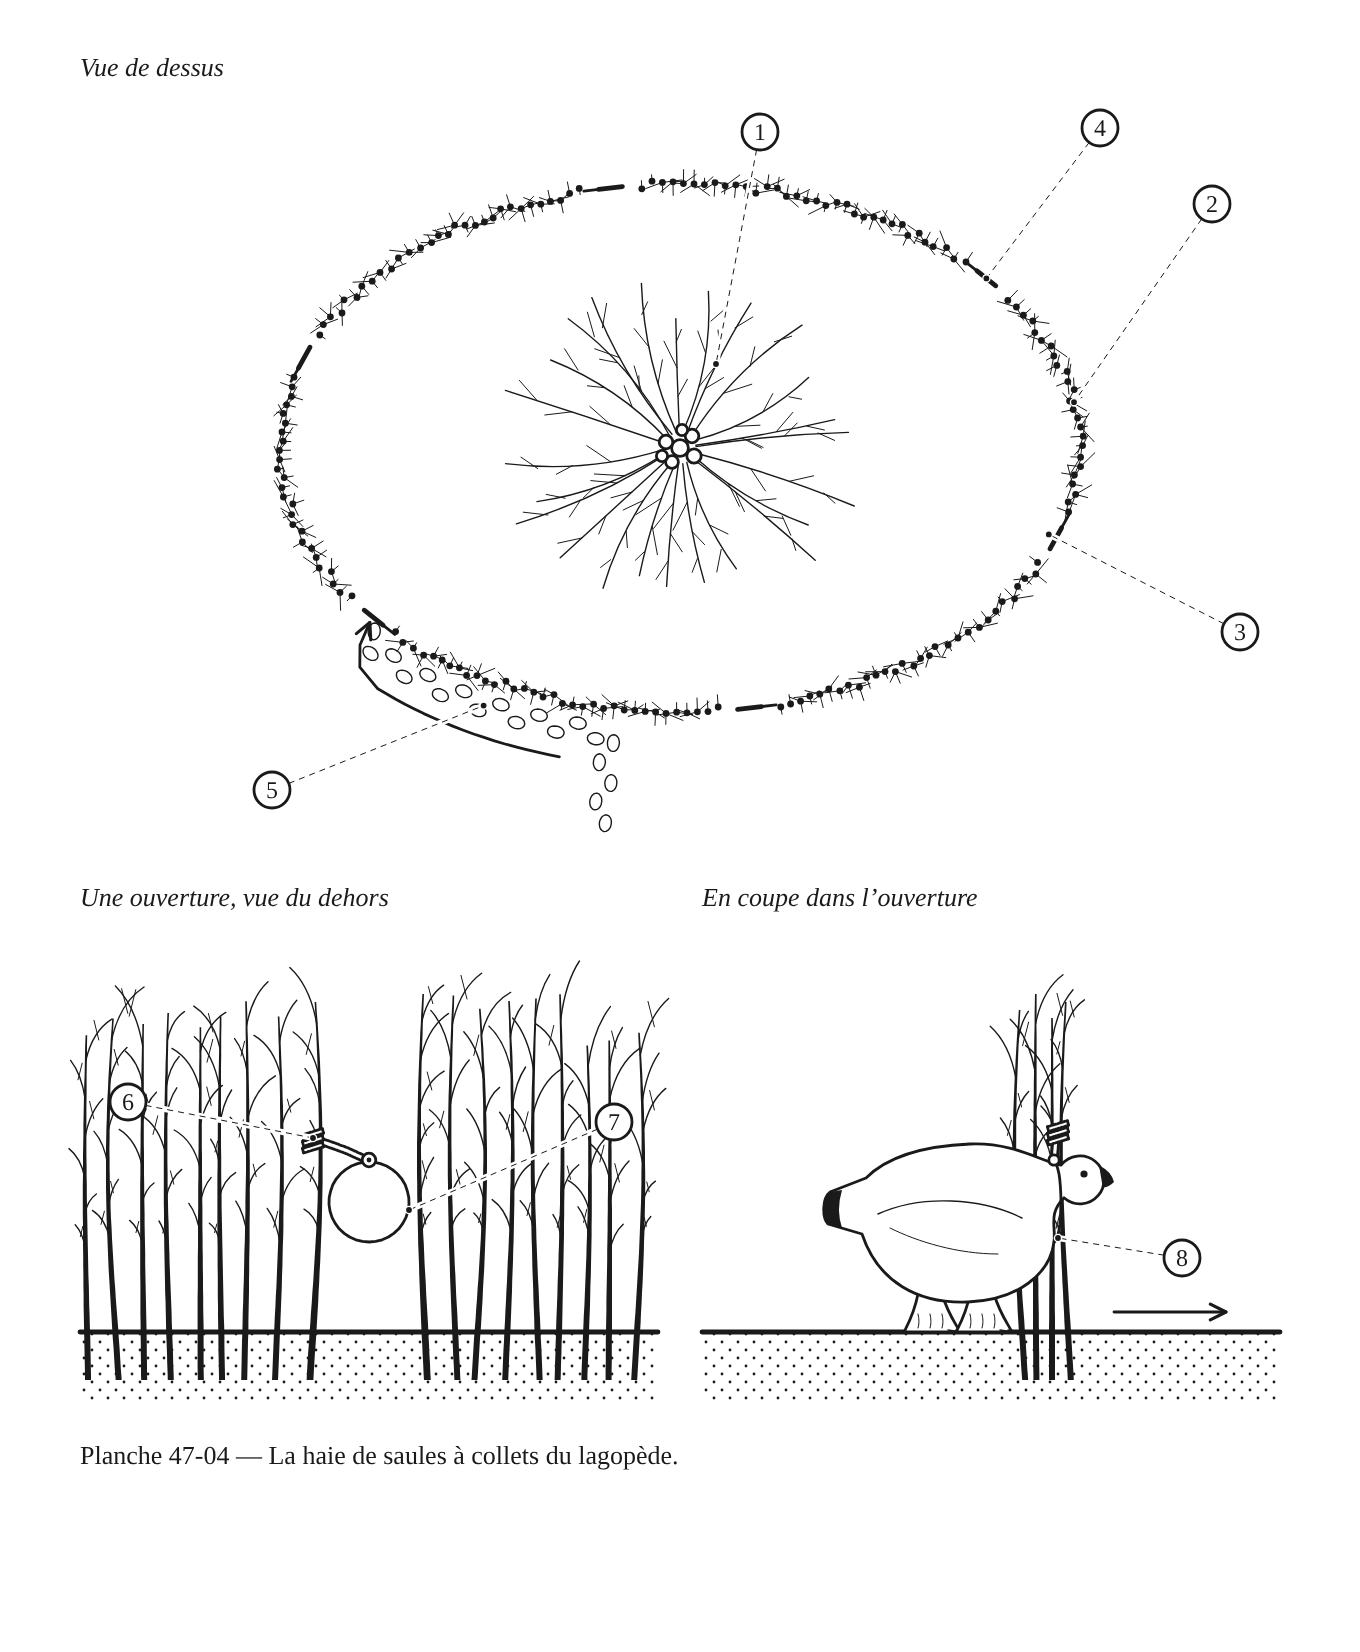 Vue de dessus
1
4
2
3
5
Une ouverture, vue du dehors
En coupe dans l’ouverture
6
7
8
Planche 47-04 — La haie de saules à collets du lagopède.